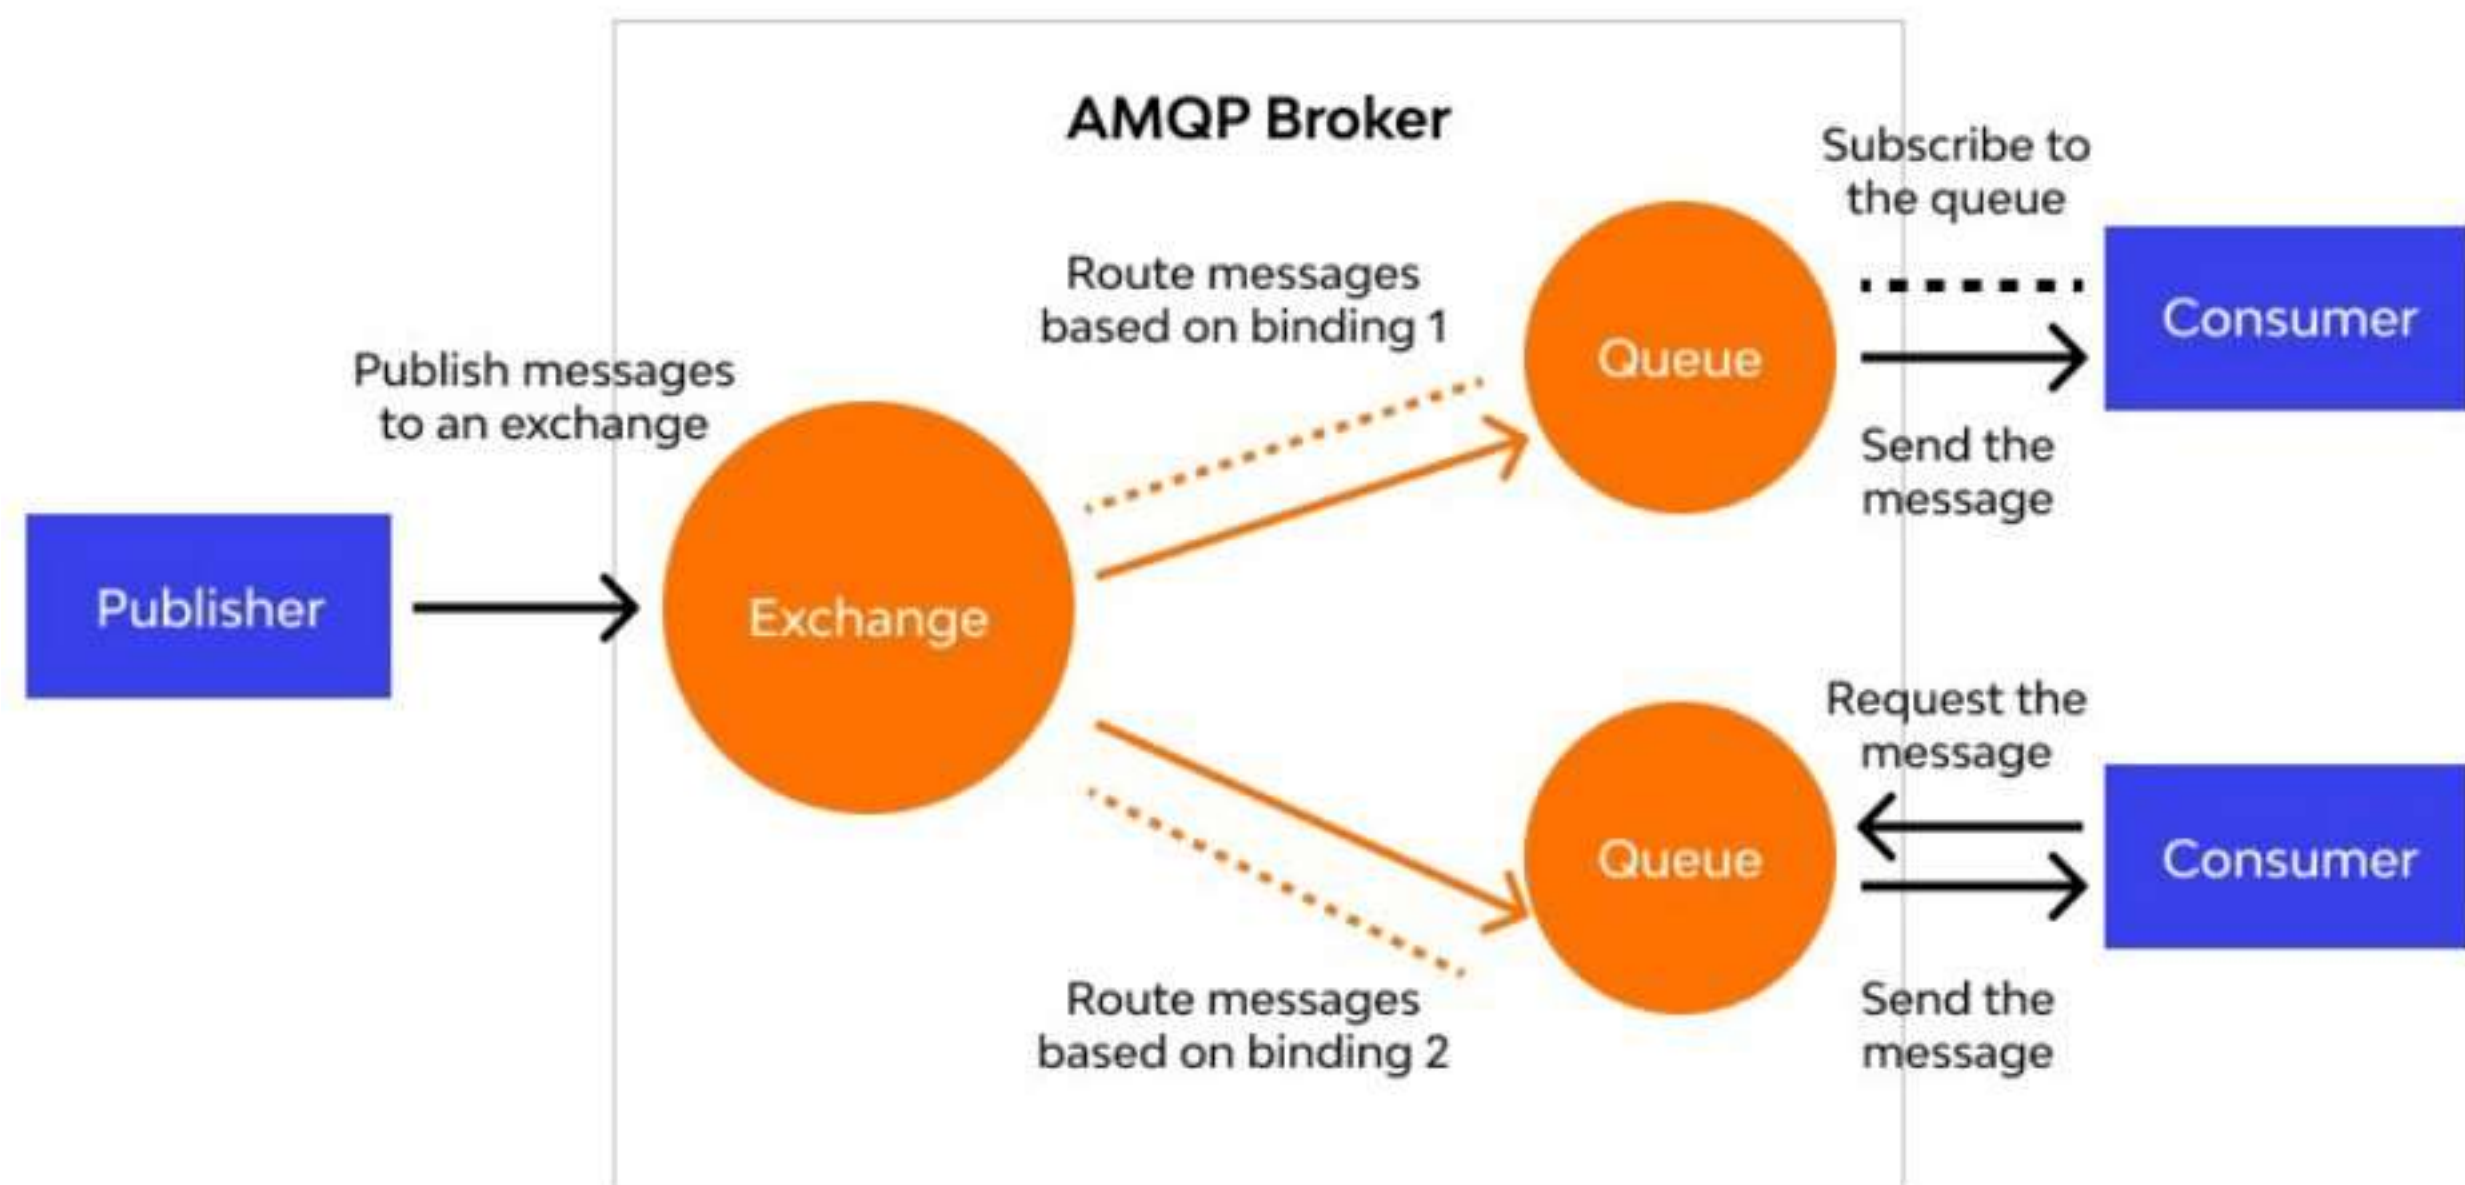 AMQP Broker
Subscribe to
the queue
Route messages
based on binding 1
Consumer
Queue
Publish messages
to an exchange
Send the
message
Publisher
Exchange
Request the
message
Queue
Consumer
Route messages
based on binding 2
Send the
message